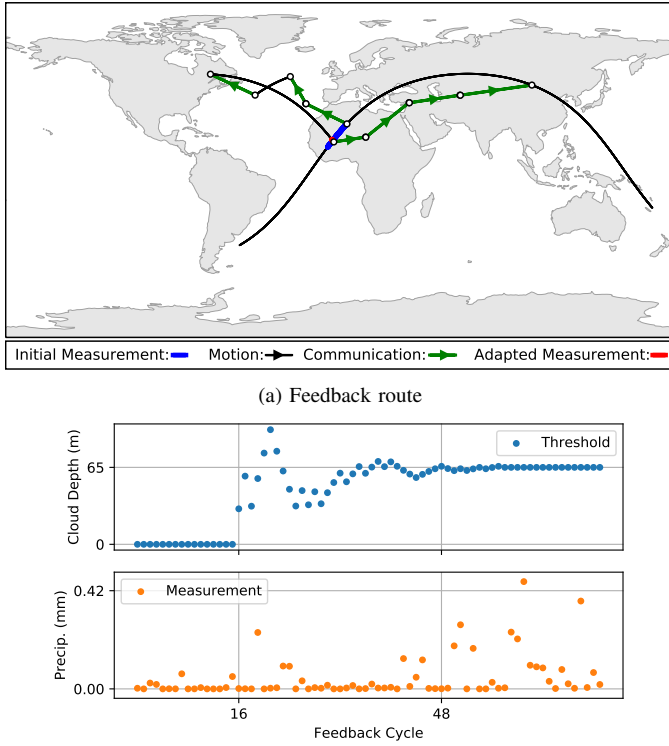 Initial Measurement: Motion: Communication: Adapted Measurement:
(a) Feedback route
Cloud Depth (m)
65
0
Threshold
Precip. (mm)
0.42
0.00
Measurement
16 48
Feedback Cycle